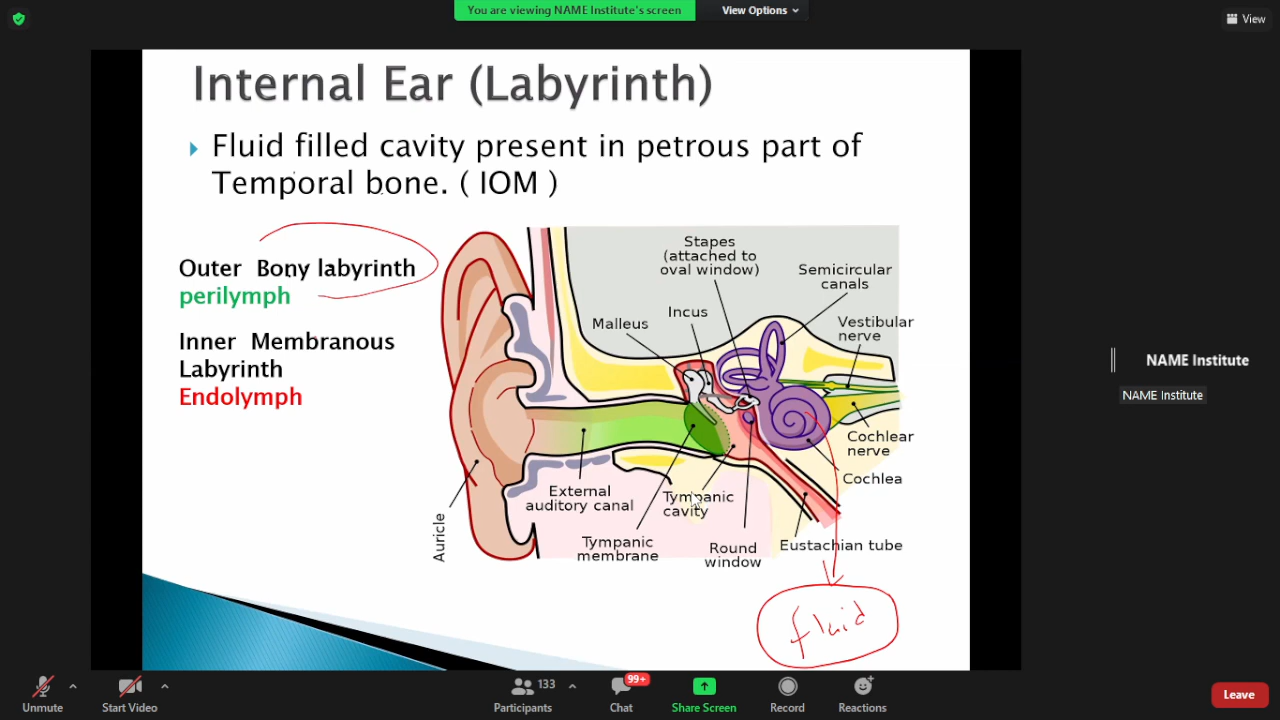 You are viewing NAME Institute's screen
View Options
View
Internal Ear (Labyrinth)
Fluid filled cavity present in petrous part of
Temporal bone. ( IOM )
Outer Bony labyrinth
perilymph
Inner Membranous
Labyrinth
Endolymph
Stapes
(attached to
oval window)
Semicircular
canals
Incus
Malleus
Vestibular
nerve
Cochlear
nerve
Cochlea
External
auditory canal
Tympanic
cavity
Auricle
Tympanic
membrane
Round
window
Eustachian tube
fluid
NAME Institute
NAME Institute
Unmute
Start Video
133
Participants
99+
Chat
Share Screen
Record
Reactions
Leave